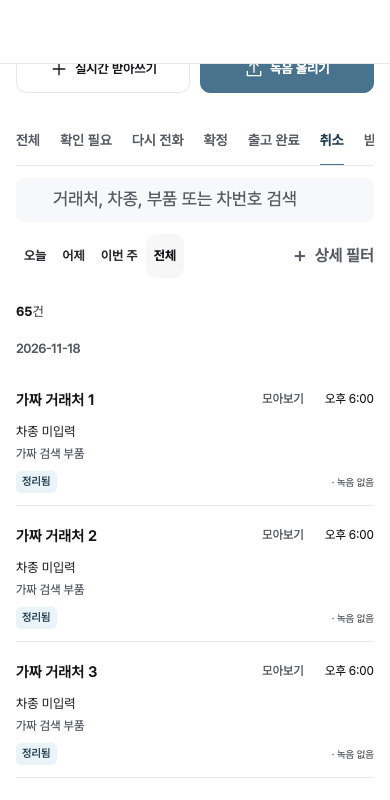 실시간 받아쓰기 녹음 올리기
전체 확인 필요 다시 전화 확정 출고 완료 취소
거래처, 차종, 부품 또는 차번호 검색
오늘 어제 이번 주 전체 + 상세 필터
65건
2026-11-18
가짜 거래처 1 모아보기 오후 6:00
차종 미입력
가짜 검색 부품
정리됨 · 녹음 없음
가짜 거래처 2 모아보기 오후 6:00
차종 미입력
가짜 검색 부품
정리됨 · 녹음 없음
가짜 거래처 3 모아보기 오후 6:00
차종 미입력
가짜 검색 부품
정리됨 · 녹음 없음